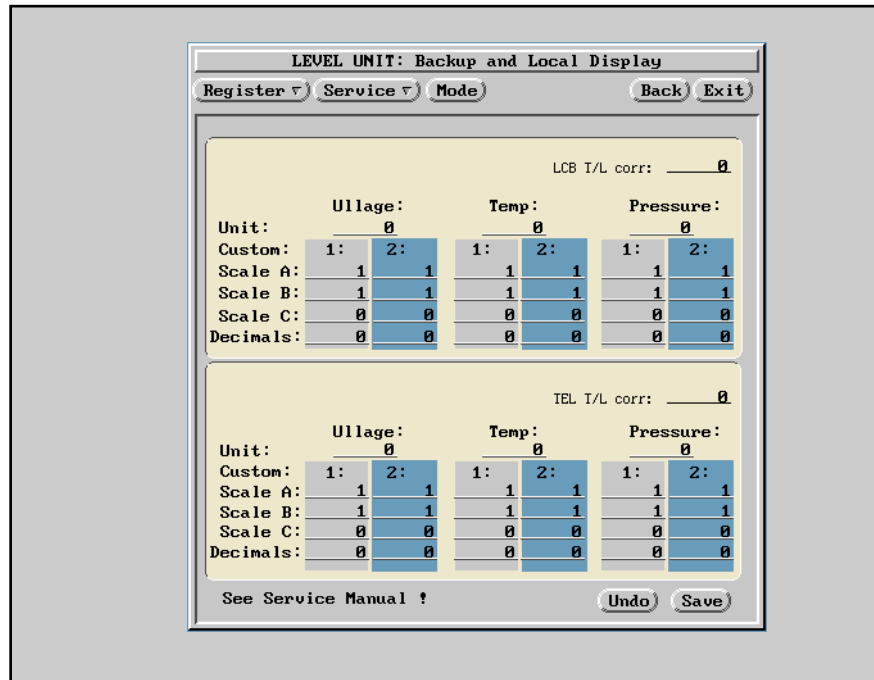 LEVEL UNIT: Backup and Local Display
Register ▽ Service ▽ Mode Back Exit
LCB T/L corr: 0
Ullage: Temp: Pressure:
Unit: 0 0 0
Custom: 1: 2: 1: 2: 1: 2:
Scale A: 1 1 1 1 1 1
Scale B: 1 1 1 1 1 1
Scale C: 0 0 0 0 0 0
Decimals: 0 0 0 0 0 0
TEL T/L corr: 0
Ullage: Temp: Pressure:
Unit: 0 0 0
Custom: 1: 2: 1: 2: 1: 2:
Scale A: 1 1 1 1 1 1
Scale B: 1 1 1 1 1 1
Scale C: 0 0 0 0 0 0
Decimals: 0 0 0 0 0 0
See Service Manual ! Undo Save